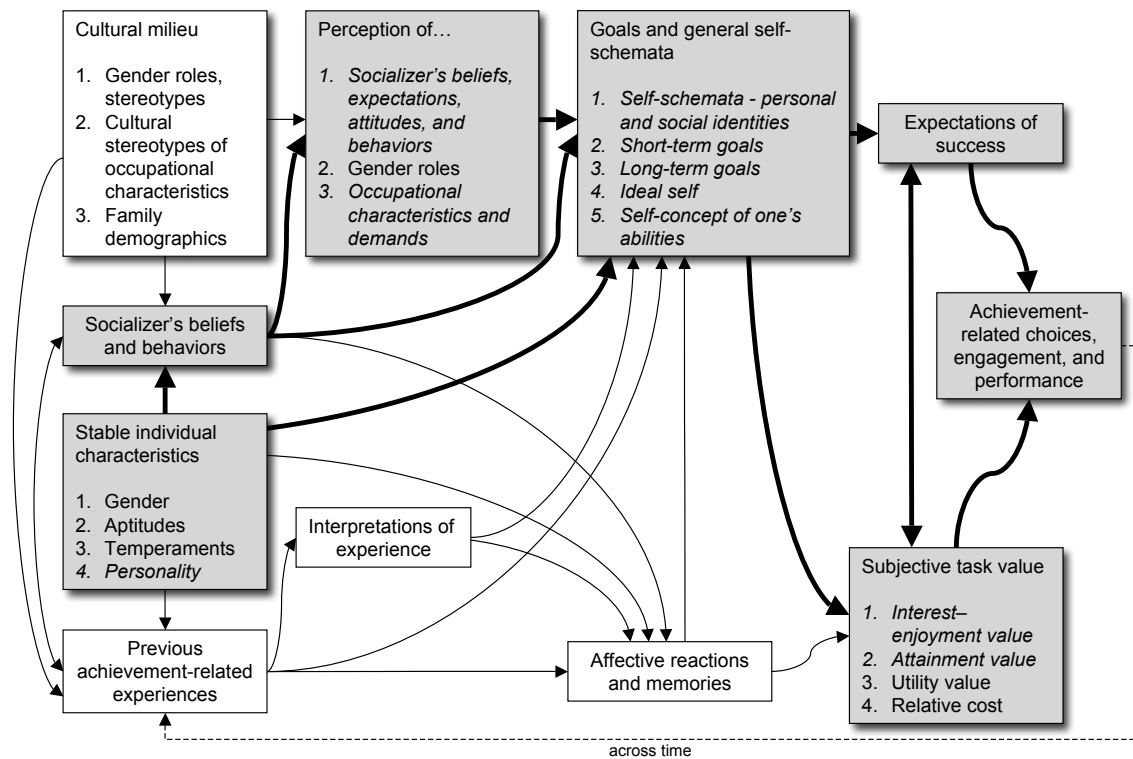 Cultural milieu
1. Gender roles,
stereotypes
2. Cultural
stereotypes of
occupational
characteristics
3. Family
demographics
Perception of…
1. Socializer's beliefs,
expectations,
attitudes, and
behaviors
2. Gender roles
3. Occupational
characteristics and
demands
Goals and general self-
schemata
1. Self-schemata - personal
and social identities
2. Short-term goals
3. Long-term goals
4. Ideal self
5. Self-concept of one's
abilities
Expectations of
success
Socializer's beliefs
and behaviors
Achievement-
related choices,
engagement, and
performance
Stable individual
characteristics
1. Gender
2. Aptitudes
3. Temperaments
4. Personality
Interpretations of
experience
Subjective task value
1. Interest–
enjoyment value
2. Attainment value
3. Utility value
4. Relative cost
Previous
achievement-related
experiences
Affective reactions
and memories
across time